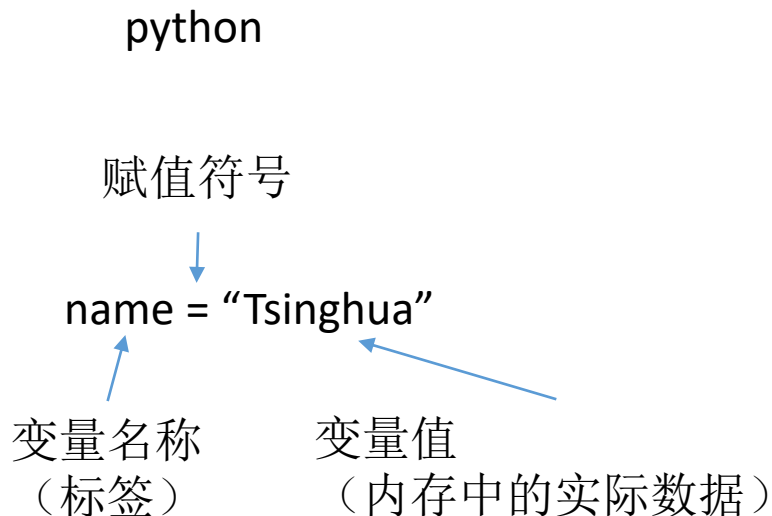 python
赋值符号
name = “Tsinghua”
变量名称
（标签）
变量值
（内存中的实际数据）